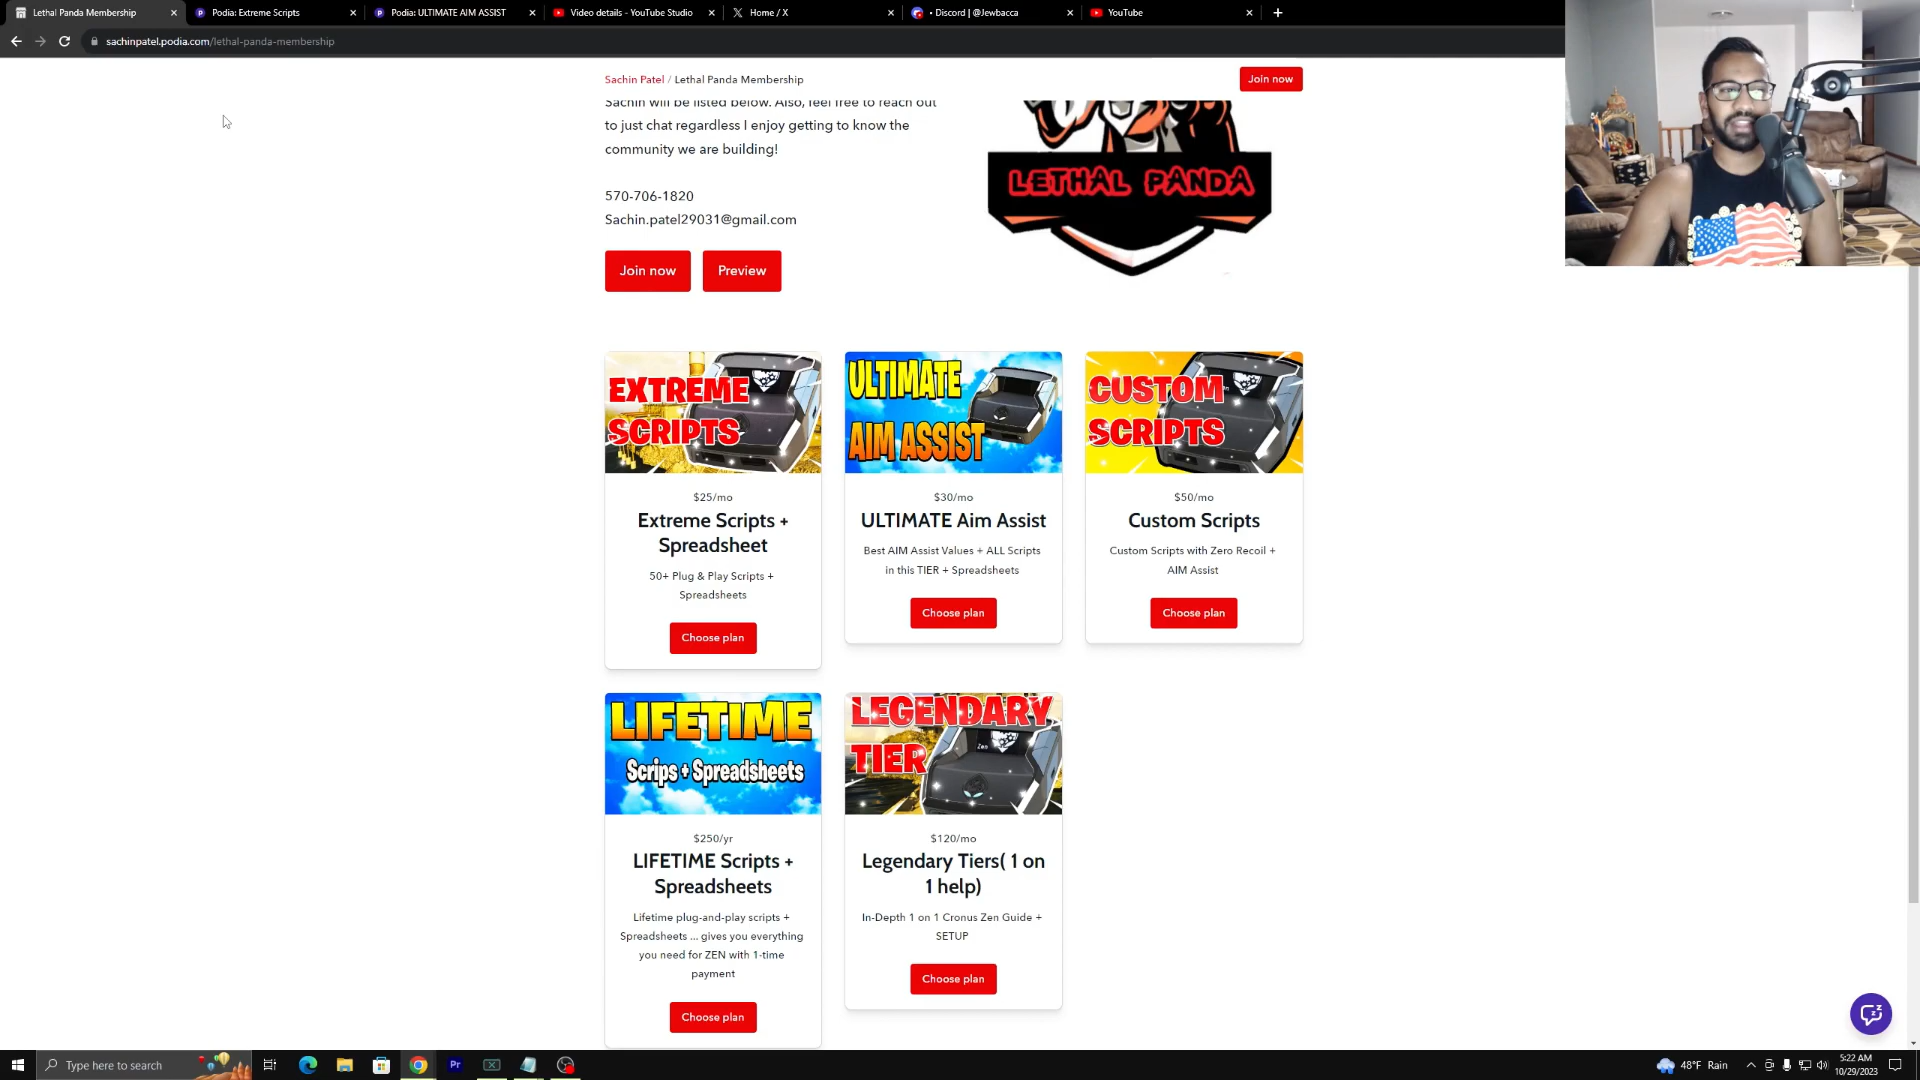 Lethal Panda Membership
Podia: Extreme Scripts
Podia: ULTIMATE AIM ASSIST
Video details - YouTube Studio
Home / X
• Discord | @Jewbacca
YouTube
sachinpatel.podia.com/lethal-panda-membership
Sachin Patel / Lethal Panda Membership
Join now
Sachin will be listed below. Also, feel free to reach out
to just chat regardless I enjoy getting to know the
community we are building!
570-706-1820
Sachin.patel29031@gmail.com
Join now
Preview
LETHAL PANDA
EXTREME
SCRIPTS
$25/mo
Extreme Scripts +
Spreadsheet
50+ Plug & Play Scripts +
Spreadsheets
Choose plan
ULTIMATE
AIM ASSIST
$30/mo
ULTIMATE Aim Assist
Best AIM Assist Values + ALL Scripts
in this TIER + Spreadsheets
Choose plan
CUSTOM
SCRIPTS
$50/mo
Custom Scripts
Custom Scripts with Zero Recoil +
AIM Assist
Choose plan
LIFETIME
Scrips + Spreadsheets
$250/yr
LIFETIME Scripts +
Spreadsheets
Lifetime plug-and-play scripts +
Spreadsheets ... gives you everything
you need for ZEN with 1-time
payment
Choose plan
LEGENDARY
TIER
Zen
$120/mo
Legendary Tiers( 1 on
1 help)
In-Depth 1 on 1 Cronus Zen Guide +
SETUP
Choose plan
Type here to search
Pr
48°F Rain
5:22 AM
10/29/2023